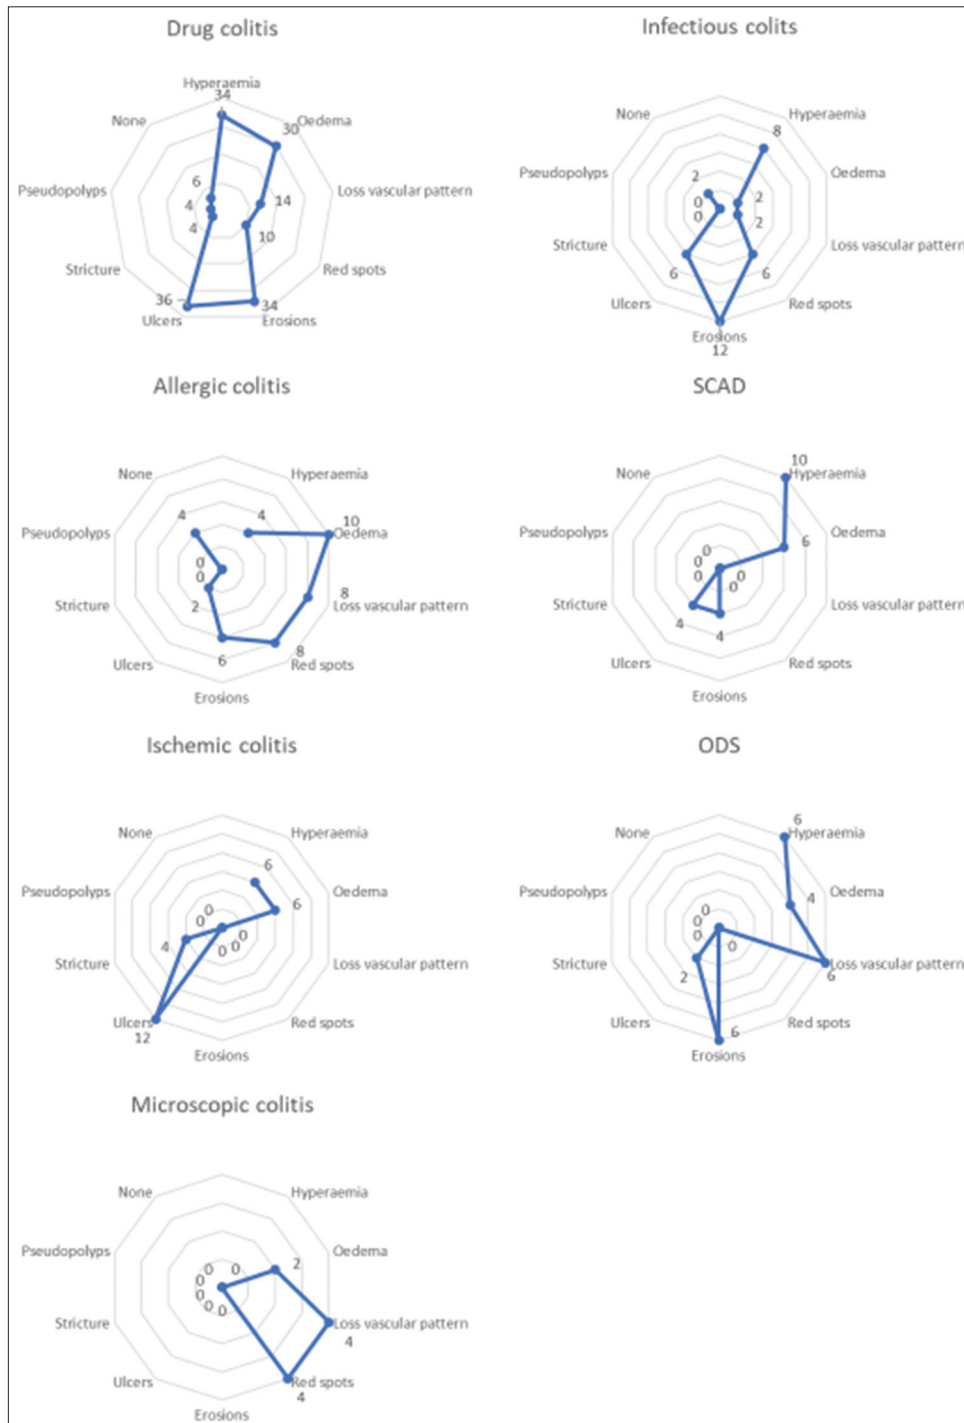 Drug colitis
Hyperaemia
34
None
Oedema
30
6
Pseudopolyps
4
14
Loss vascular pattern
4
10
Stricture
Red spots
36
34
Ulcers
Erosions
Infectious colits
None
Hyperaemia
8
2
Pseudopolyps
Oedema
0
2
0
2
Stricture
Loss vascular pattern
6
6
Ulcers
Red spots
Erosions
12
Allergic colitis
None
Hyperaemia
4
4
10
Pseudopolyps
Oedema
0
0
8
Stricture
Loss vascular pattern
2
8
6
Ulcers
Red spots
Erosions
SCAD
10
None
Hyperaemia
Pseudopolyps
Oedema
6
0
0
0
0
0
Stricture
Loss vascular pattern
4
4
Ulcers
Red spots
Erosions
Ischemic colitis
None
Hyperaemia
6
Pseudopolyps
Oedema
6
0
0
0
4
0
0
Stricture
Loss vascular pattern
Ulcers
Red spots
12
Erosions
ODS
6
None
Hyperaemia
Pseudopolyps
Oedema
4
0
0
0
0
Stricture
Loss vascular pattern
2
6
Ulcers
Red spots
6
Erosions
Microscopic colitis
None
Hyperaemia
Pseudopolyps
Oedema
2
0
0
0
0
0
0
Stricture
Loss vascular pattern
4
Ulcers
Red spots
4
Erosions